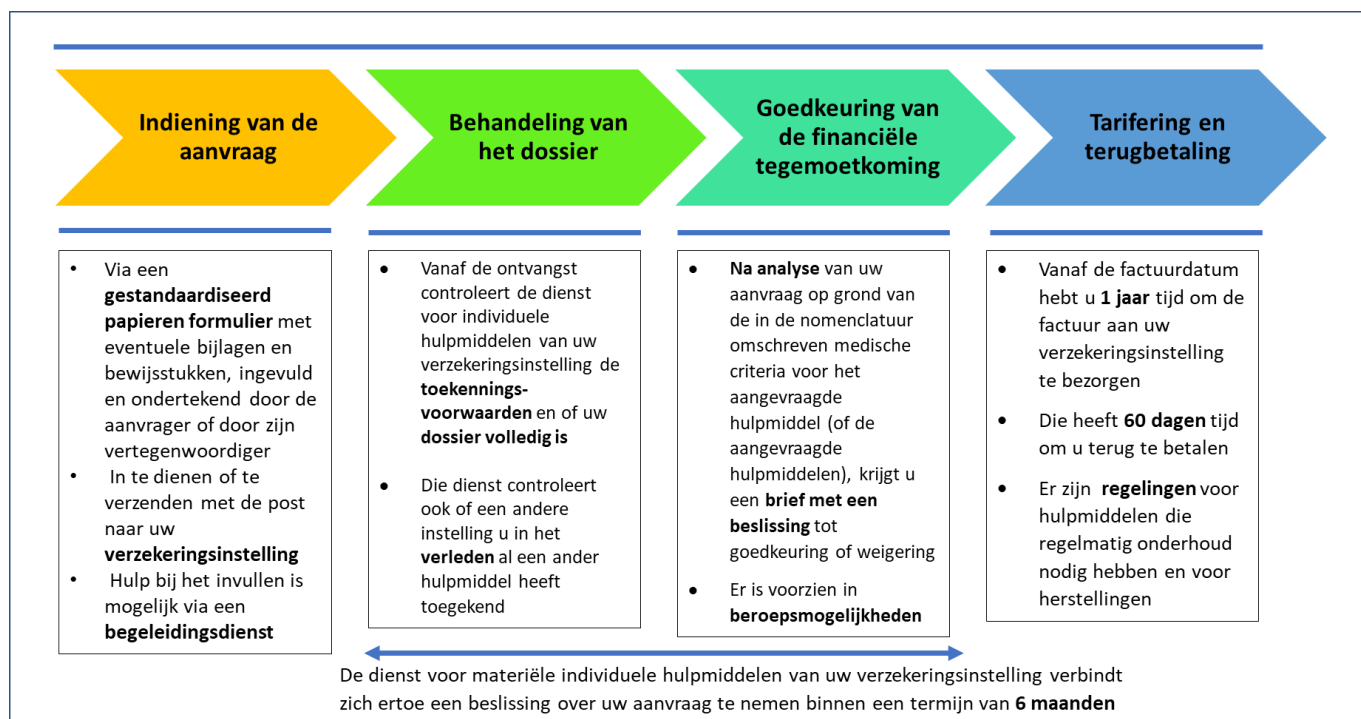 Indiening van de
aanvraag
Behandeling van
het dossier
Goedkeuring van
de financiële
tegemoetkoming
Tarifering en
terugbetaling
• Via een
gestandaardiseerd
papieren formulier met
eventuele bijlagen en
bewijsstukken, ingevuld
en ondertekend door de
aanvrager of door zijn
vertegenwoordiger
• In te dienen of te
verzenden met de post
naar uw
verzekeringsinstelling
• Hulp bij het invullen is
mogelijk via een
begeleidingsdienst
• Vanaf de ontvangst
controleert de dienst
voor individuele
hulpmiddelen van uw
verzekeringsinstelling de
toekennings-
voorwaarden en of uw
dossier volledig is
• Die dienst controleert
ook of een andere
instelling u in het
verleden al een ander
hulpmiddel heeft
toegekend
• Na analyse van uw
aanvraag op grond van
de in de nomenclatuur
omschreven medische
criteria voor het
aangevraagde
hulpmiddel (of de
aangevraagde
hulpmiddelen), krijgt u
een brief met een
beslissing tot
goedkeuring of weigering
• Er is voorzien in
beroepsmogelijkheden
• Vanaf de factuurdatum
hebt u 1 jaar tijd om de
factuur aan uw
verzekeringsinstelling
te bezorgen
• Die heeft 60 dagen tijd
om u terug te betalen
• Er zijn regelingen voor
hulpmiddelen die
regelmatig onderhoud
nodig hebben en voor
herstellingen
De dienst voor materiële individuele hulpmiddelen van uw verzekeringsinstelling verbindt
zich ertoe een beslissing over uw aanvraag te nemen binnen een termijn van 6 maanden